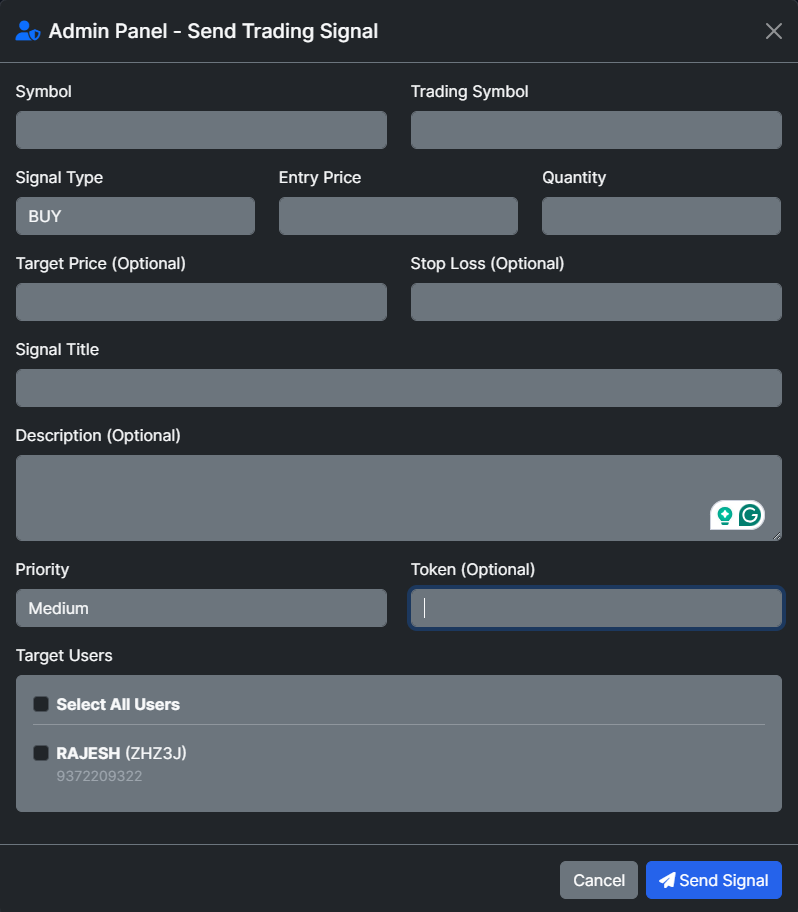 Admin Panel - Send Trading Signal
Symbol
Trading Symbol
Signal Type
Entry Price
Quantity
BUY
Target Price (Optional)
Stop Loss (Optional)
Signal Title
Description (Optional)
Priority
Token (Optional)
Medium
Target Users
Select All Users
RAJESH (ZHZ3J)
9372209322
Cancel
Send Signal